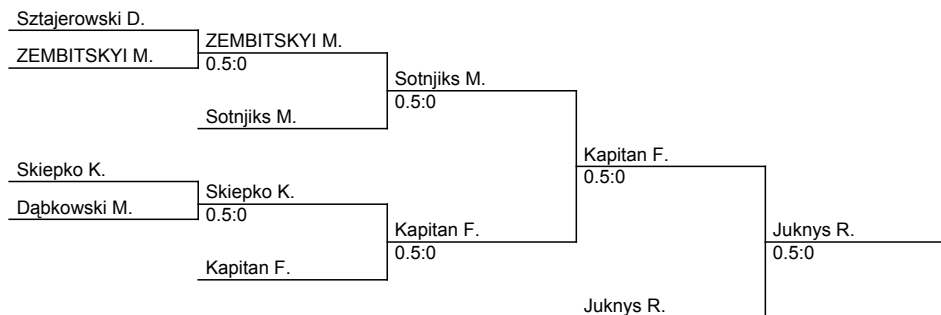 Sztajerowski D.
ZEMBITSKYI M.
ZEMBITSKYI M.
0.5:0
Sotnjiks M.
0.5:0
Sotnjiks M.
Kapitan F.
0.5:0
Skiepko K.
Skiepko K.
Dąbkowski M.
0.5:0
Kapitan F.
0.5:0
Juknys R.
0.5:0
Kapitan F.
Juknys R.